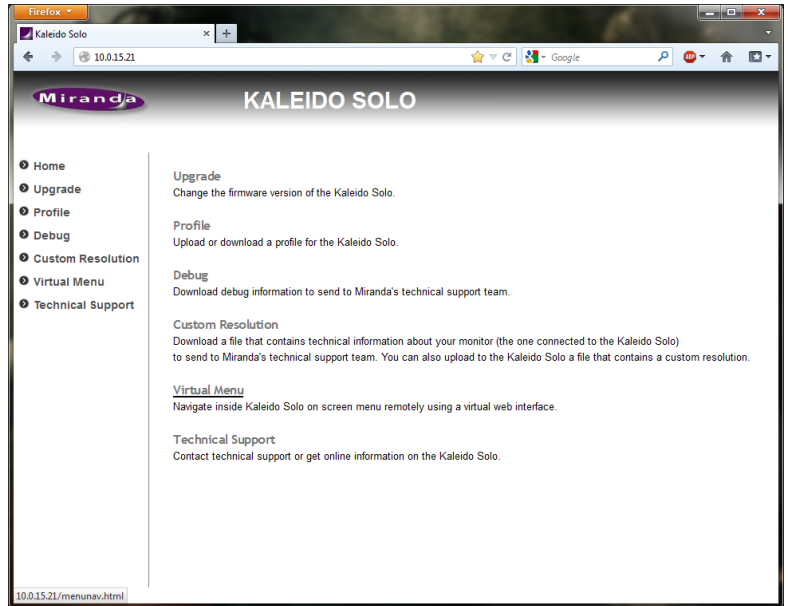 Firefox
Kaleido Solo
10.0.15.21
Google
ABP
Miranda
KALEIDO SOLO
Home
Upgrade
Profile
Debug
Custom Resolution
Virtual Menu
Technical Support
Upgrade
Change the firmware version of the Kaleido Solo.
Profile
Upload or download a profile for the Kaleido Solo.
Debug
Download debug information to send to Miranda's technical support team.
Custom Resolution
Download a file that contains technical information about your monitor (the one connected to the Kaleido Solo)
to send to Miranda's technical support team. You can also upload to the Kaleido Solo a file that contains a custom resolution.
Virtual Menu
Navigate inside Kaleido Solo on screen menu remotely using a virtual web interface.
Technical Support
Contact technical support or get online information on the Kaleido Solo.
10.0.15.21/menunav.html